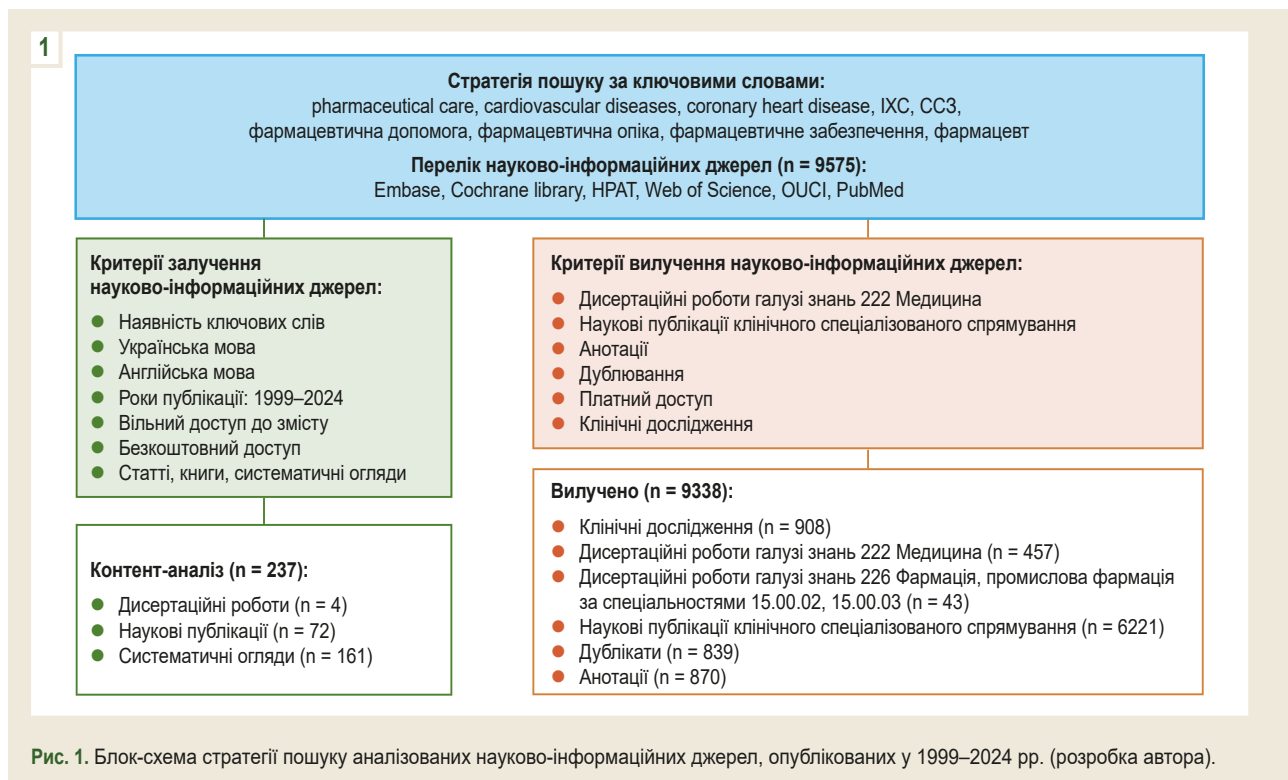 1
Стратегія пошуку за ключовими словами:
pharmaceutical care, cardiovascular diseases, coronary heart disease, ІХС, ССЗ,
фармацевтична допомога, фармацевтична опіка, фармацевтичне забезпечення, фармацевт
Перелік науково-інформаційних джерел (n = 9575):
Embase, Cochrane library, HPAT, Web of Science, OUCI, PubMed
Критерії залучення
науково-інформаційних джерел:
● Наявність ключових слів
● Українська мова
● Англійська мова
● Роки публікації: 1999–2024
● Вільний доступ до змісту
● Безкоштовний доступ
● Статті, книги, систематичні огляди
Контент-аналіз (n = 237):
● Дисертаційні роботи (n = 4)
● Наукові публікації (n = 72)
● Систематичні огляди (n = 161)
Критерії вилучення науково-інформаційних джерел:
● Дисертаційні роботи галузі знань 222 Медицина
● Наукові публікації клінічного спеціалізованого спрямування
● Анотації
● Дублювання
● Платний доступ
● Клінічні дослідження
Вилучено (n = 9338):
● Клінічні дослідження (n = 908)
● Дисертаційні роботи галузі знань 222 Медицина (n = 457)
● Дисертаційні роботи галузі знань 226 Фармація, промислова фармація
за спеціальностями 15.00.02, 15.00.03 (n = 43)
● Наукові публікації клінічного спеціалізованого спрямування (n = 6221)
● Дублікати (n = 839)
● Анотації (n = 870)
Рис. 1. Блок-схема стратегії пошуку аналізованих науково-інформаційних джерел, опублікованих у 1999–2024 рр. (розробка автора).